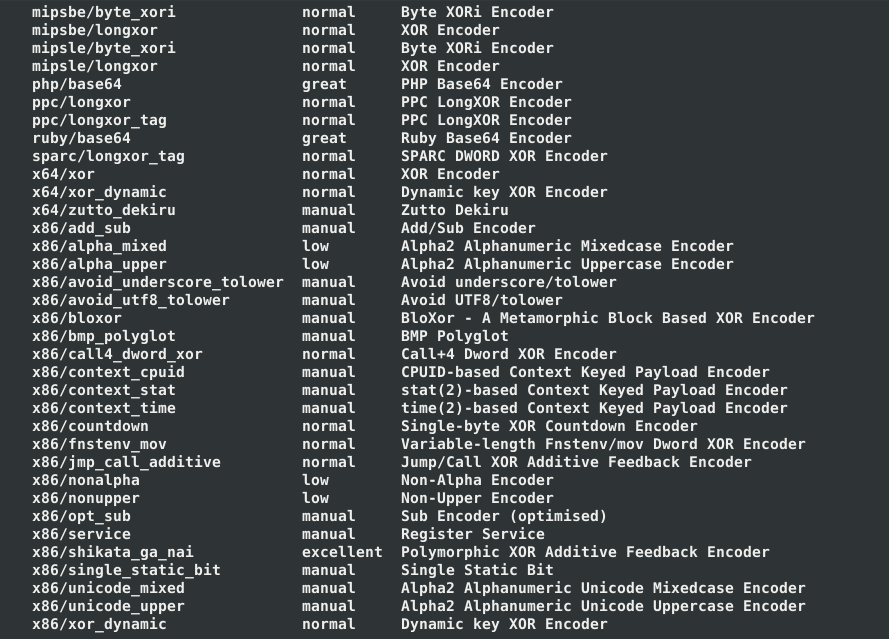 mipsbe/byte_xori normal Byte XORi Encoder
mipsbe/longxor normal XOR Encoder
mipsle/byte_xori normal Byte XORi Encoder
mipsle/longxor normal XOR Encoder
php/base64 great PHP Base64 Encoder
ppc/longxor normal PPC LongXOR Encoder
ppc/longxor_tag normal PPC LongXOR Encoder
ruby/base64 great Ruby Base64 Encoder
sparc/longxor_tag normal SPARC DWORD XOR Encoder
x64/xor normal XOR Encoder
x64/xor_dynamic normal Dynamic key XOR Encoder
x64/zutto_dekiru manual Zutto Dekiru
x86/add_sub manual Add/Sub Encoder
x86/alpha_mixed low Alpha2 Alphanumeric Mixedcase Encoder
x86/alpha_upper low Alpha2 Alphanumeric Uppercase Encoder
x86/avoid_underscore_tolower manual Avoid underscore/tolower
x86/avoid_utf8_tolower manual Avoid UTF8/tolower
x86/bloxor manual BloXor - A Metamorphic Block Based XOR Encoder
x86/bmp_polyglot manual BMP Polyglot
x86/call4_dword_xor normal Call+4 Dword XOR Encoder
x86/context_cpuid manual CPUID-based Context Keyed Payload Encoder
x86/context_stat manual stat(2)-based Context Keyed Payload Encoder
x86/context_time manual time(2)-based Context Keyed Payload Encoder
x86/countdown normal Single-byte XOR Countdown Encoder
x86/fnstenv_mov normal Variable-length Fnstenv/mov Dword XOR Encoder
x86/jmp_call_additive normal Jump/Call XOR Additive Feedback Encoder
x86/nonalpha low Non-Alpha Encoder
x86/nonupper low Non-Upper Encoder
x86/opt_sub manual Sub Encoder (optimised)
x86/service manual Register Service
x86/shikata_ga_nai excellent Polymorphic XOR Additive Feedback Encoder
x86/single_static_bit manual Single Static Bit
x86/unicode_mixed manual Alpha2 Alphanumeric Unicode Mixedcase Encoder
x86/unicode_upper manual Alpha2 Alphanumeric Unicode Uppercase Encoder
x86/xor_dynamic normal Dynamic key XOR Encoder